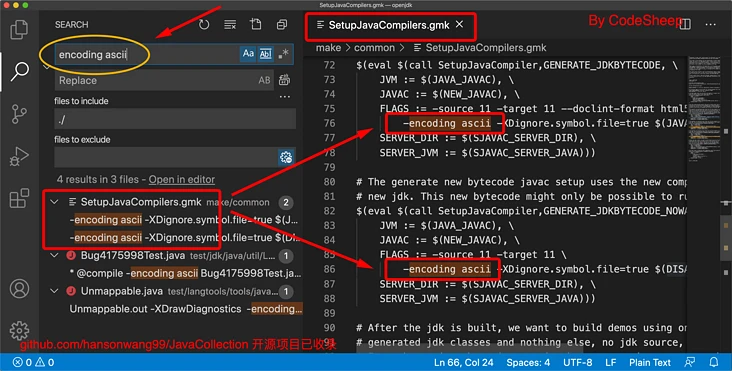 SetupJavaCompilers.gmk — openjdk
SEARCH
encoding ascii
Aa
Abl
.*
Replace
AB
files to include
./
files to exclude
4 results in 3 files - Open in editor
SetupJavaCompilers.gmk make/common 2
-encoding ascii -XDignore.symbol.file=true $(J...
-encoding ascii -XDignore.symbol.file=true $(DI...
Bug4175998Test.java test/jdk/java/util/L... 1
* @compile -encoding ascii Bug4175998Test.ja...
Unmappable.java test/langtools/tools/java... 1
Unmappable.out -XDrawDiagnostics -encoding...
github.com/hansonwang99/JavaCollection 开源项目已收录
SetupJavaCompilers.gmk
By CodeSheep
make > common > SetupJavaCompilers.gmk
72 $(eval $(call SetupJavaCompiler,GENERATE_JDKBYTECODE, \
73 JVM := $(JAVA_JAVAC), \
74 JAVAC := $(NEW_JAVAC), \
75 FLAGS := -source 11 -target 11 --doclint-format html5
76 -encoding ascii -XDignore.symbol.file=true $(JAVA
77 SERVER_DIR := $(SJAVAC_SERVER_DIR), \
78 SERVER_JVM := $(SJAVAC_SERVER_JAVA)))
79
80 # The generate new bytecode javac setup uses the new comp
81 # new jdk. This new bytecode might only be possible to ru
82 $(eval $(call SetupJavaCompiler,GENERATE_JDKBYTECODE_NOWA
83 JVM := $(JAVA_JAVAC), \
84 JAVAC := $(NEW_JAVAC), \
85 FLAGS := -source 11 -target 11 \
86 -encoding ascii -XDignore.symbol.file=true $(DISA
87 SERVER_DIR := $(SJAVAC_SERVER_DIR), \
88 SERVER_JVM := $(SJAVAC_SERVER_JAVA)))
89
90 # After the jdk is built, we want to build demos using on
91 # generated jdk classes and nothing else, no jdk source,
0 0
Ln 66, Col 24 Spaces: 4 UTF-8 LF Plain Text